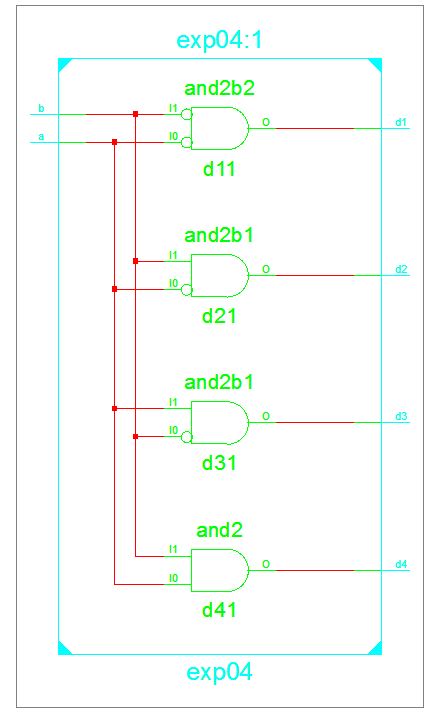 exp04:1
and2b2
b I1 O d1
a I0
d11
and2b1
I1 O d2
I0
d21
and2b1
I1 O d3
I0
d31
and2
I1 O d4
I0
d41
exp04